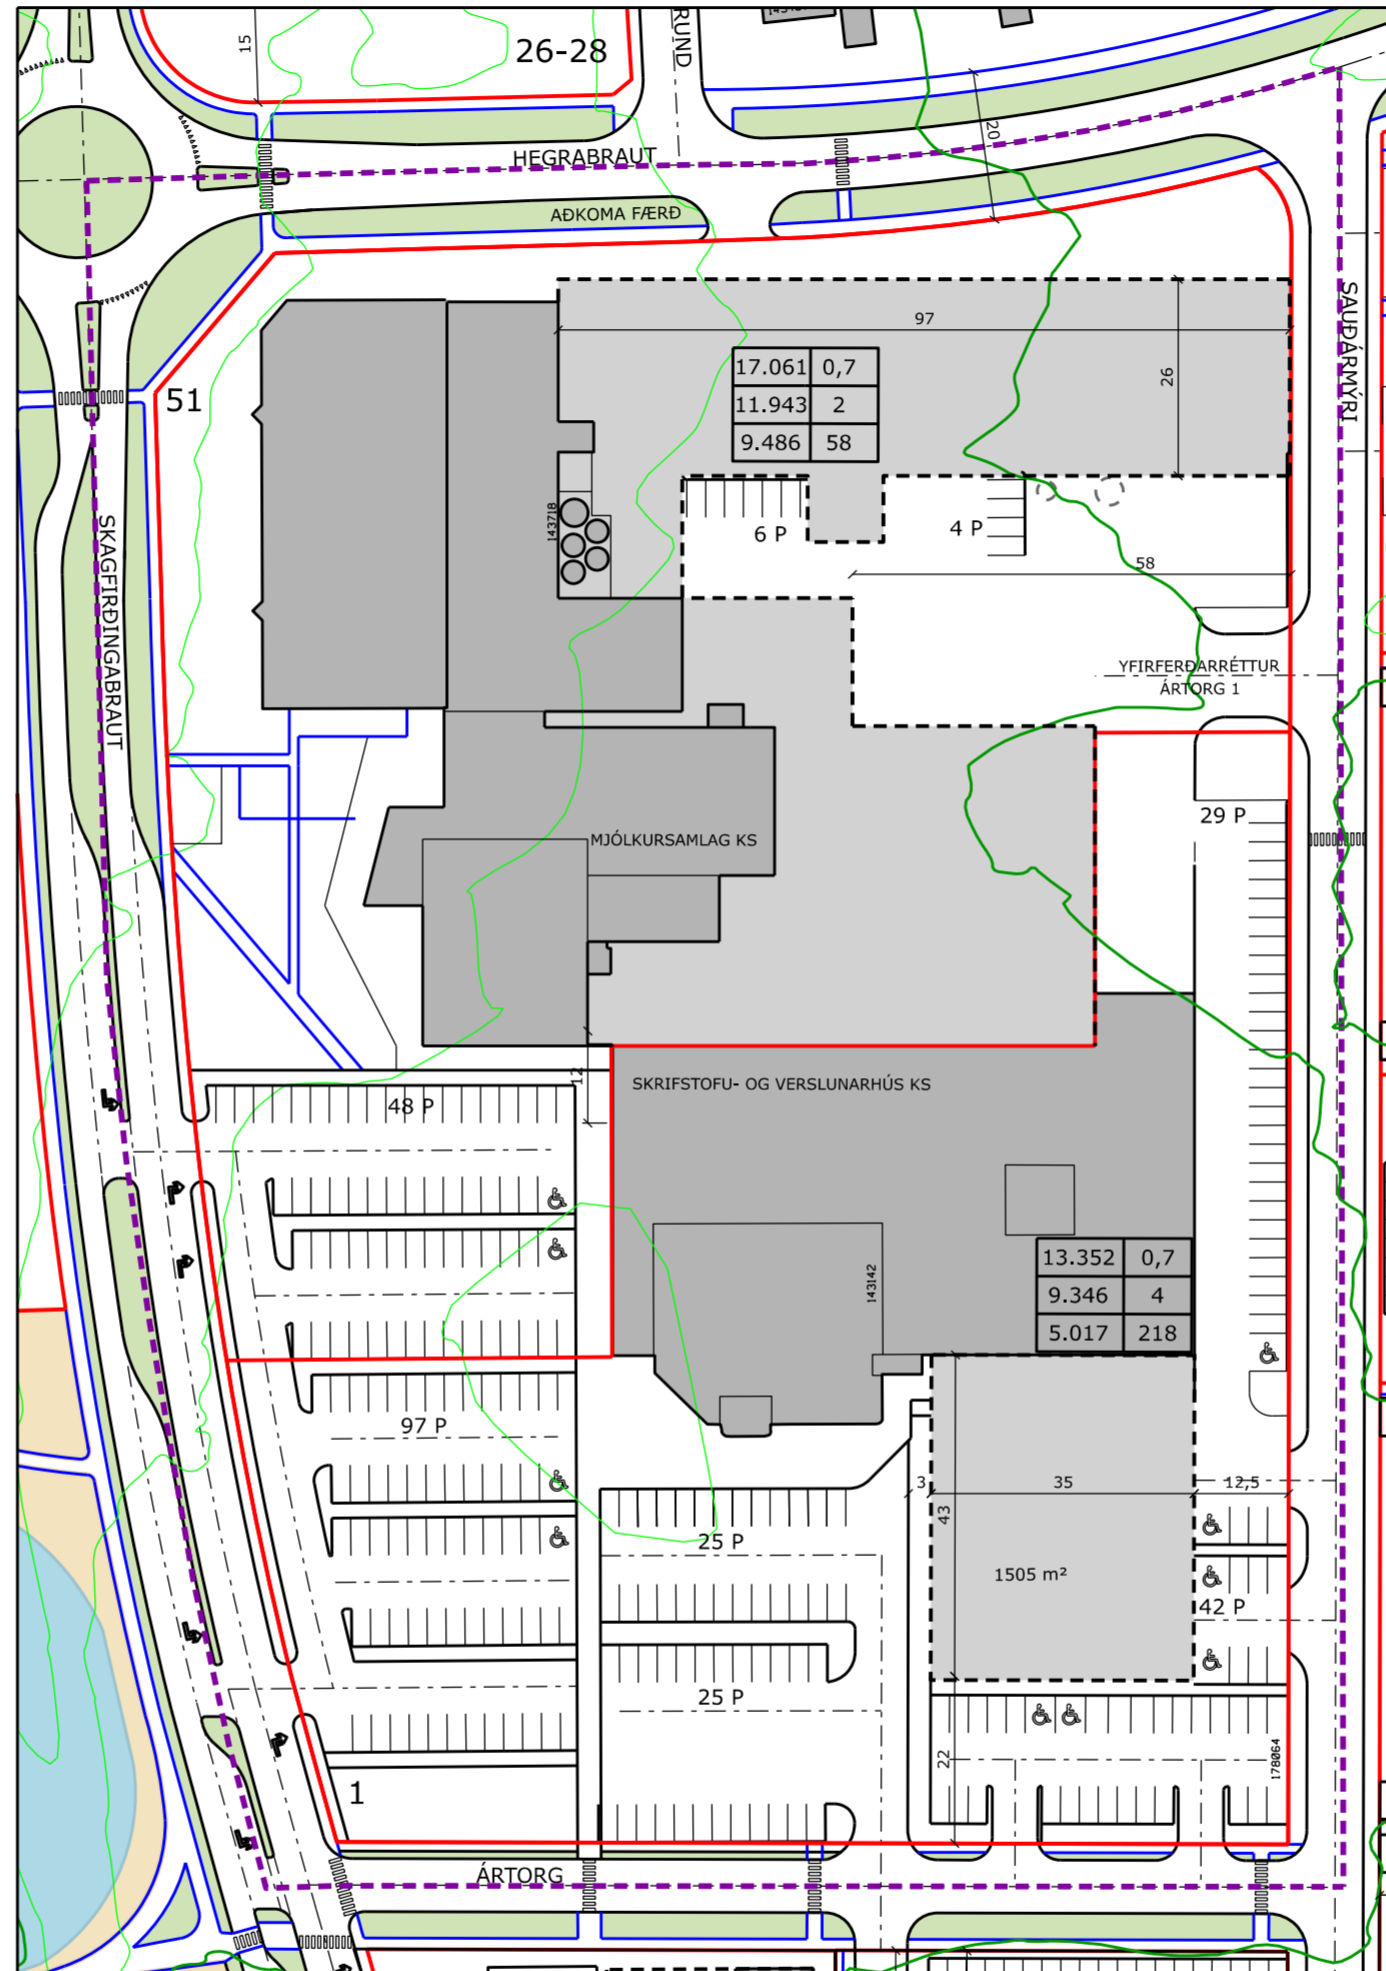 15
26-28
RUND
20
HEGRABRAUT
AÐKOMA FÆRÐ
SAUÐÁRMÝRI
97
26
17.061 0,7
11.943 2
9.486 58
51
143718
6 P
4 P
58
SKAGFIRÐINGABRAUT
YFIRFERÐARRÉTTUR
ÁRTORG 1
29 P
MJÓLKURSAMLAG KS
12
SKRIFSTOFU- OG VERSLUNARHÚS KS
48 P
143142
13.352 0,7
9.346 4
5.017 218
97 P
3
35
12,5
43
25 P
1505 m²
42 P
25 P
22
178064
1
ÁRTORG